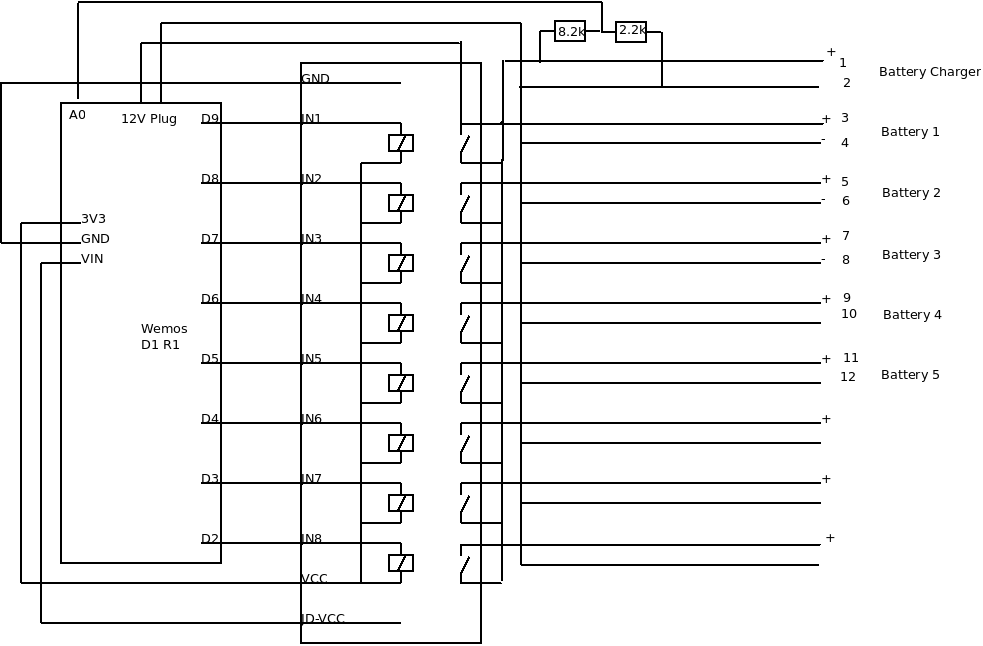 8.2k 2.2k
+ 1
Battery Charger
2
GND
A0 12V Plug D9 IN1
+ 3
Battery 1
- 4
D8 IN2
+ 5
Battery 2
- 6
3V3
GND
VIN
D7 IN3
+ 7
Battery 3
- 8
D6 IN4
+ 9
10 Battery 4
Wemos
D1 R1
D5 IN5
+ 11
12 Battery 5
D4 IN6 +
D3 IN7 +
D2 IN8 +
VCC
JD-VCC